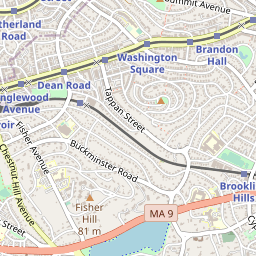 Summit Avenue
Street
therland
Road
Brandon
Hall
Washington
Square
Dean Road
nglewood
Avenue
Tappan Street
Fisher Avenue
Buckminster Road
Chestnut Hill Avenue
Brookli
Hills
Fisher
Hill
81 m
MA 9
Street